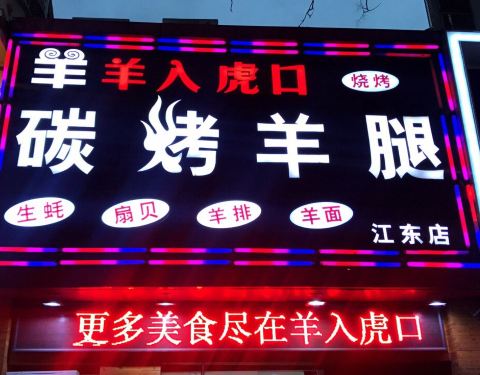 羊入虎口 烧烤
碳烤羊腿
生蚝 扇贝 羊排 羊面
江东店
更多美食尽在羊入虎口